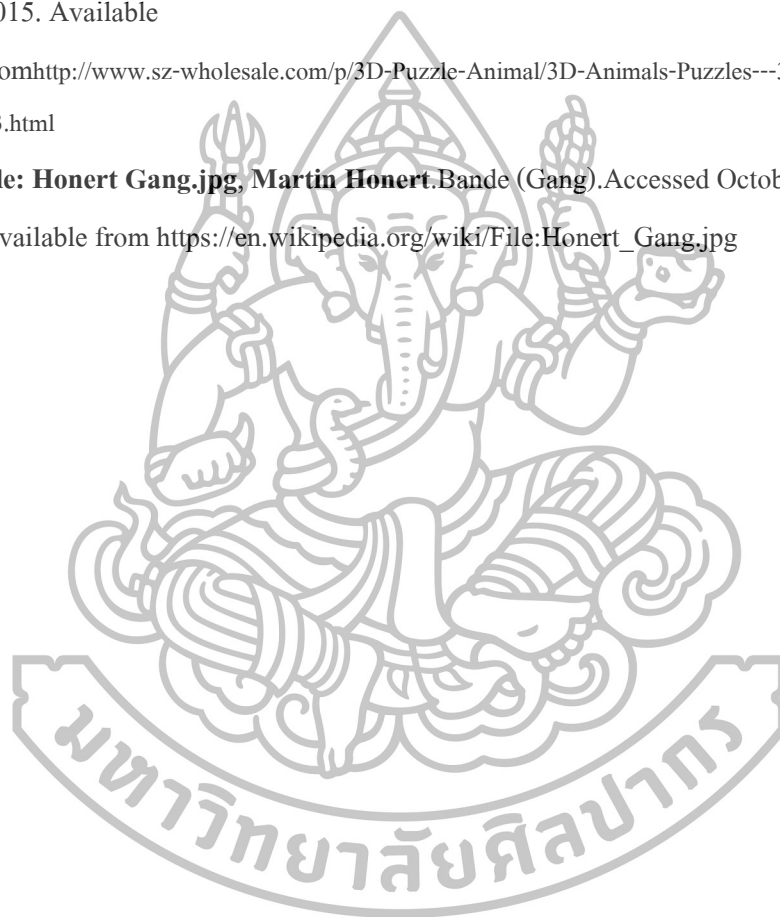 015. Available
omhttp://www.sz-wholesale.com/p/3D-Puzzle-Animal/3D-Animals-Puzzles---3
.html
le: Honert Gang.jpg, Martin Honert.Bande (Gang).Accessed Octob
vailable from https://en.wikipedia.org/wiki/File:Honert_Gang.jpg
มหาวิทยาลัยศิลปากร